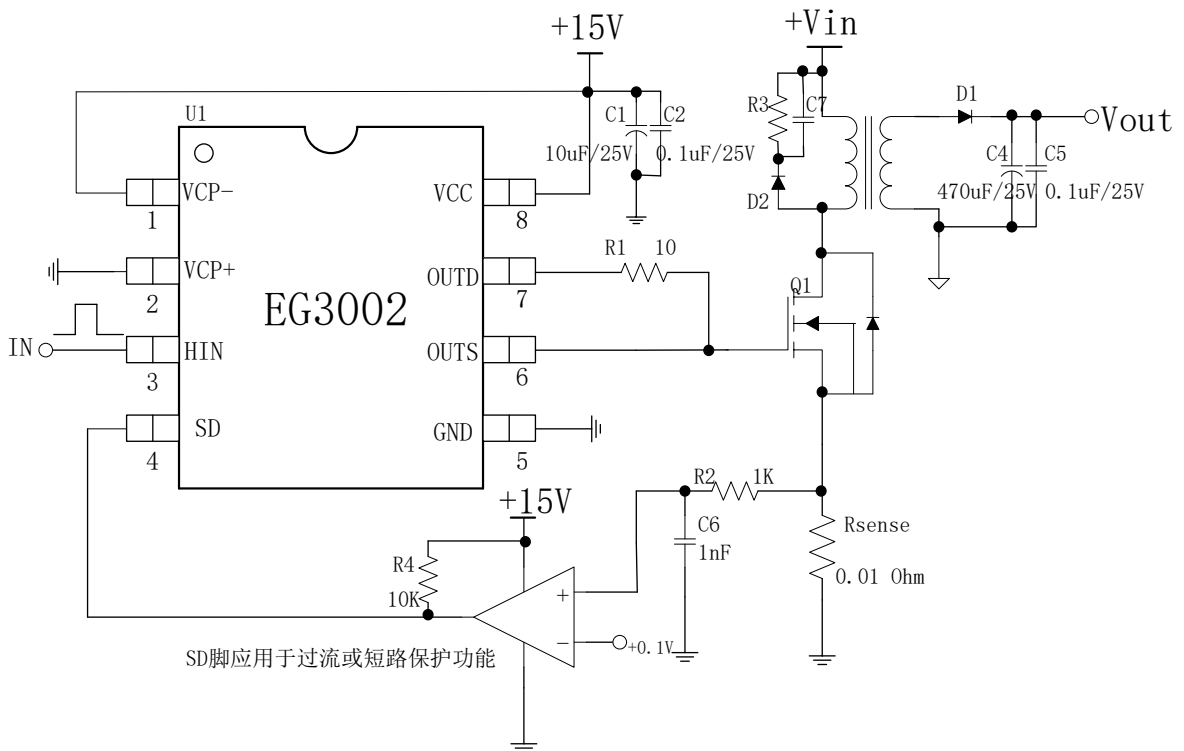 +15V
+Vin
U1
C1
C2
10uF/25V
0.1uF/25V
R3
C7
D1
Vout
C4
C5
470uF/25V
0.1uF/25V
D2
VCP-
1
VCC
8
VCP+
2
OUTD
7
R1 10
EG3002
Q1
IN
HIN
3
OUTS
6
SD
4
GND
5
+15V
R2 1K
C6
1nF
Rsense
0.01 Ohm
R4
10K
+
-
+0.1V
SD脚应用于过流或短路保护功能